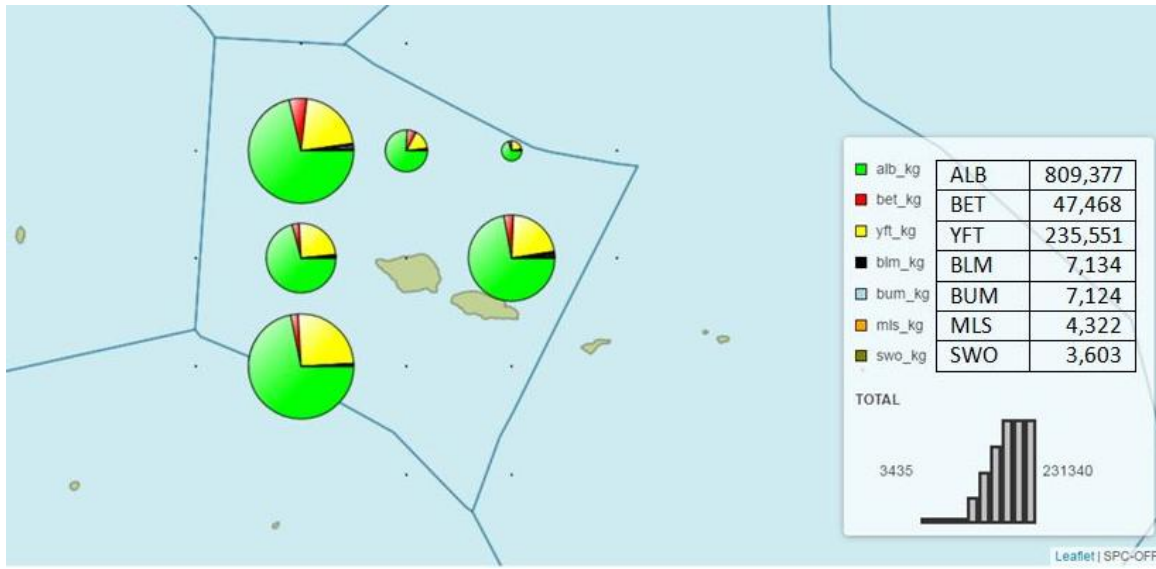 alb_kg ALB 809,377
bet_kg BET 47,468
yft_kg YFT 235,551
blm_kg BLM 7,134
bum_kg BUM 7,124
mls_kg MLS 4,322
swo_kg SWO 3,603
TOTAL
3435 231340
Leaflet | SPC-OFP